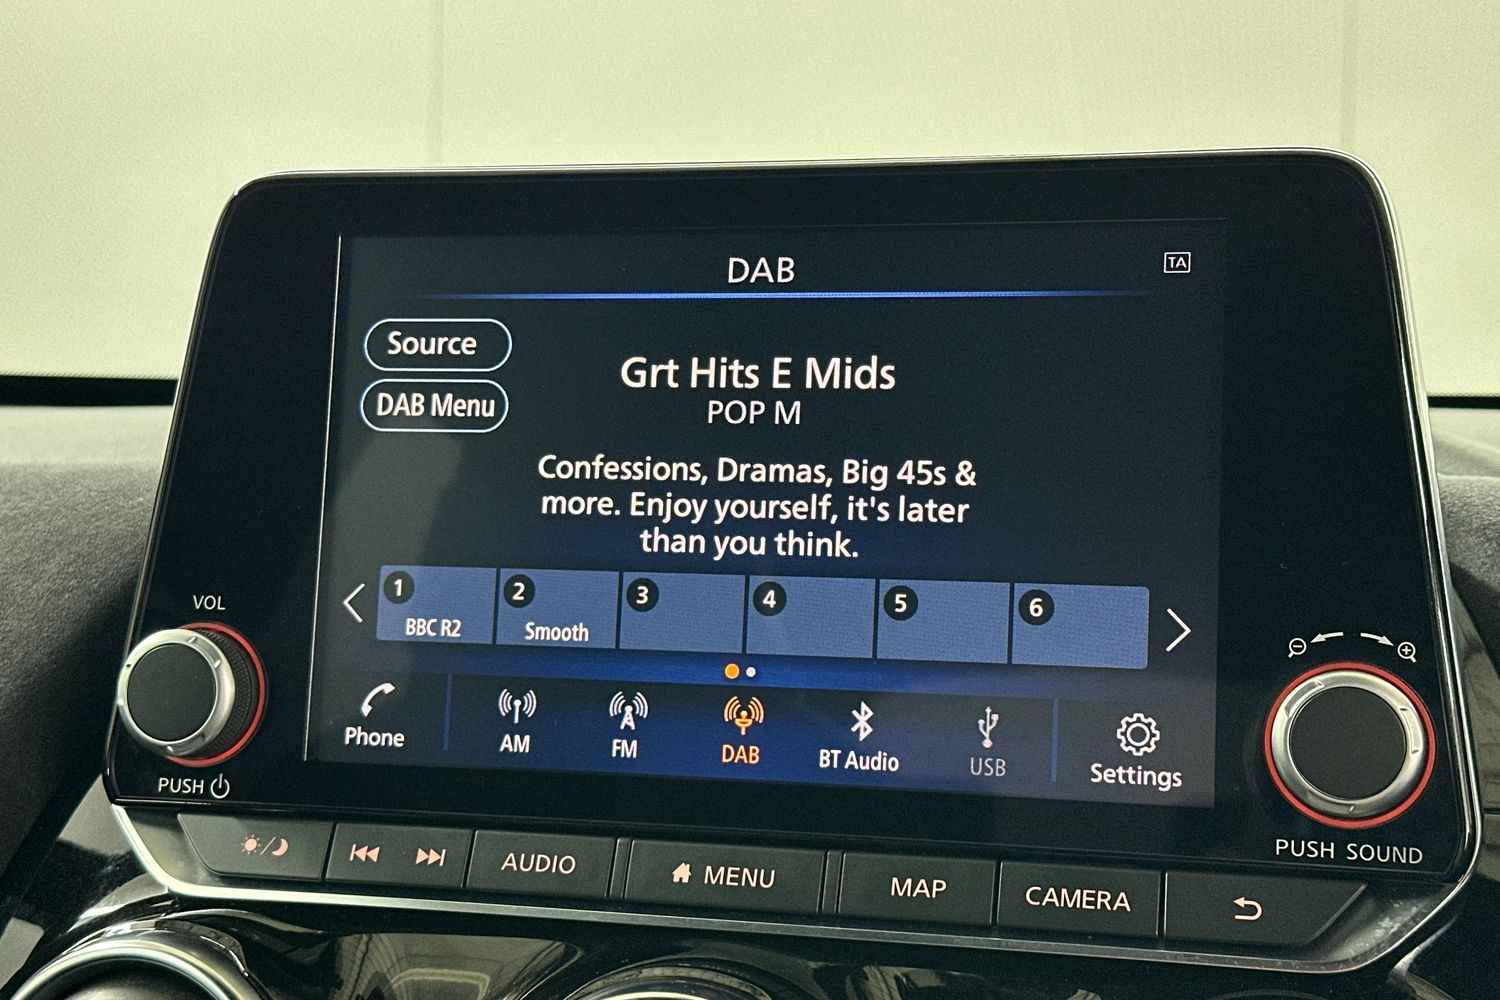 DAB
TA
Source
Grt Hits E Mids
DAB Menu
POP M
Confessions, Dramas, Big 45s &
more. Enjoy yourself, it's later
than you think.
1
BBC R2
2
Smooth
3
4
5
6
VOL
PUSH
Phone
AM
FM
DAB
BT Audio
USB
Settings
PUSH SOUND
AUDIO
MENU
MAP
CAMERA